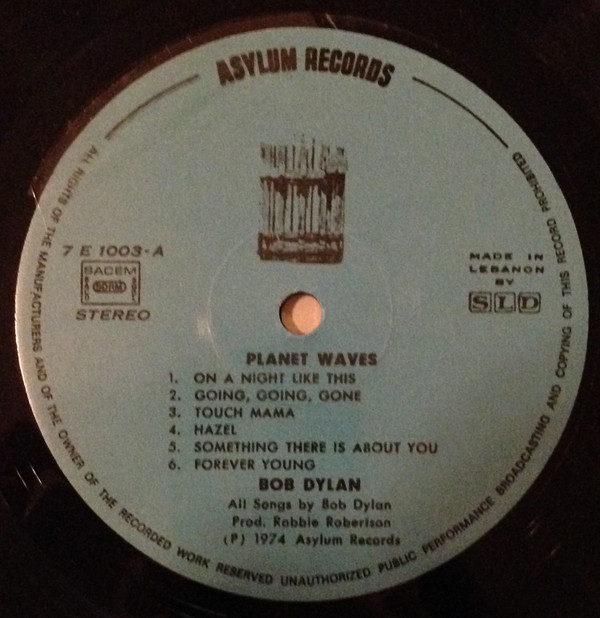 ASYLUM RECORDS
7 E 1003-A
SACEM
SDRM
STEREO
MADE IN
LEBANON
BY
SLD
PLANET WAVES
1. ON A NIGHT LIKE THIS
2. GOING, GOING, GONE
3. TOUCH MAMA
4. HAZEL
5. SOMETHING THERE IS ABOUT YOU
6. FOREVER YOUNG
BOB DYLAN
All Songs by Bob Dylan
Prod. Robbie Robertson
(P) 1974 Asylum Records
ALL RIGHTS OF THE MANUFACTURERS AND OF THE OWNER OF THE RECORDED WORK RESERVED UNAUTHORIZED PUBLIC PERFORMANCE BROADCASTING AND COPYING OF THIS RECORD PROHIBITED